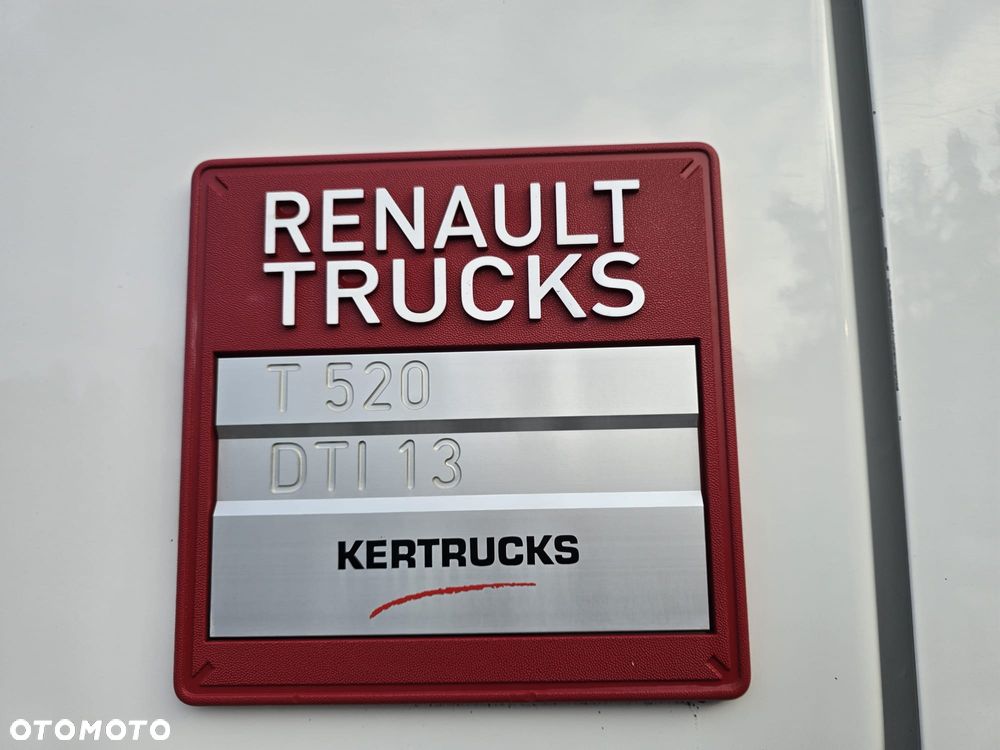 RENAULT
TRUCKS
T 520
DTI 13
KERTRUCKS
OTOMOTO